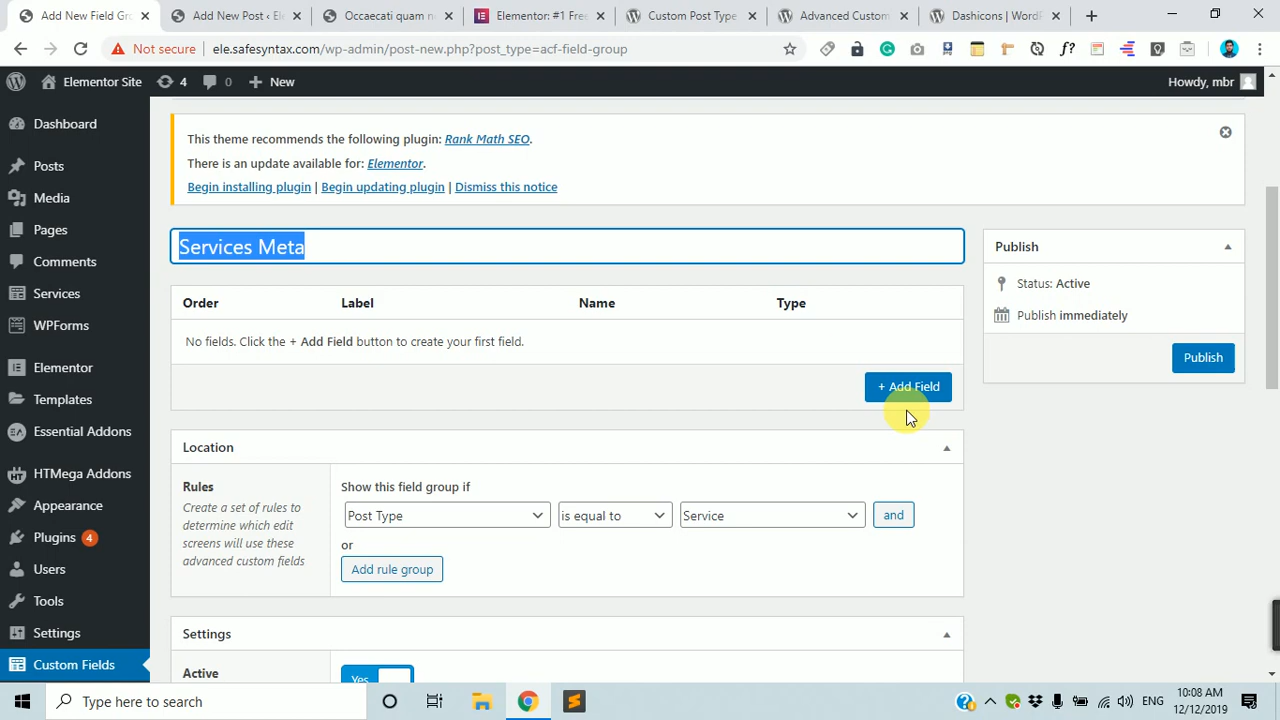 Add New Field Gro
Add New Post ‹ Ele
Occaecati quam ne
Elementor: #1 Free
Custom Post Type
Advanced Custom
Dashicons | WordP
Not secure
ele.safesyntax.com/wp-admin/post-new.php?post_type=acf-field-group
f?
Elementor Site
4
0
New
Howdy, mbr
Dashboard
Posts
Media
Pages
Comments
Services
WPForms
Elementor
Templates
Essential Addons
HTMega Addons
Appearance
Plugins 4
Users
Tools
Settings
Custom Fields
This theme recommends the following plugin: Rank Math SEO.
There is an update available for: Elementor.
Begin installing plugin | Begin updating plugin | Dismiss this notice
Services Meta
Order Label Name Type
No fields. Click the + Add Field button to create your first field.
+ Add Field
Publish
Status: Active
Publish immediately
Publish
Location
Rules
Create a set of rules to
determine which edit
screens will use these
advanced custom fields
Show this field group if
Post Type
is equal to
Service
and
or
Add rule group
Settings
Active
Yes
Type here to search
ENG
10:08 AM
12/12/2019